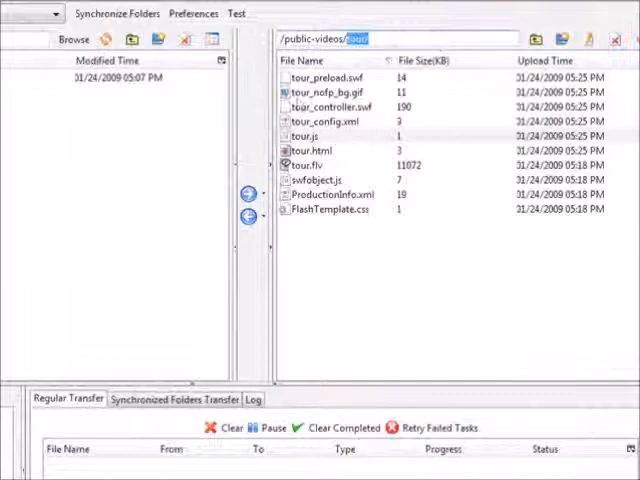 Synchronize Folders Preferences Test
Browse
/public-videos/tour/
Modified Time
File Name File Size(KB) Upload Time
01/24/2009 05:07 PM
tour_preload.swf 14 01/24/2009 05:25 PM
tour_nofp_bg.gif 11 01/24/2009 05:25 PM
tour_controller.swf 190 01/24/2009 05:25 PM
tour_config.xml 3 01/24/2009 05:25 PM
tour.js 1 01/24/2009 05:25 PM
tour.html 3 01/24/2009 05:25 PM
tour.flv 11072 01/24/2009 05:18 PM
swfobject.js 7 01/24/2009 05:18 PM
ProductionInfo.xml 19 01/24/2009 05:18 PM
FlashTemplate.css 1 01/24/2009 05:18 PM
Regular Transfer Synchronized Folders Transfer Log
Clear Pause Clear Completed Retry Failed Tasks
File Name From To Type Progress Status